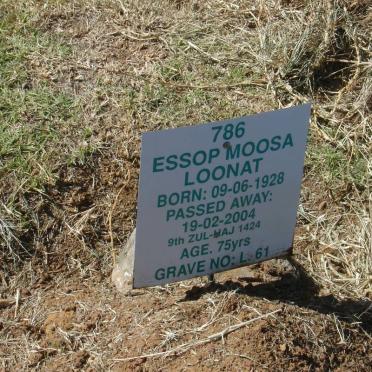 786
ESSOP MOOSA
LOONAT
BORN: 09-06-1928
PASSED AWAY:
19-02-2004
9th ZUL-HAJ 1424
AGE. 75yrs
GRAVE NO: L. 61